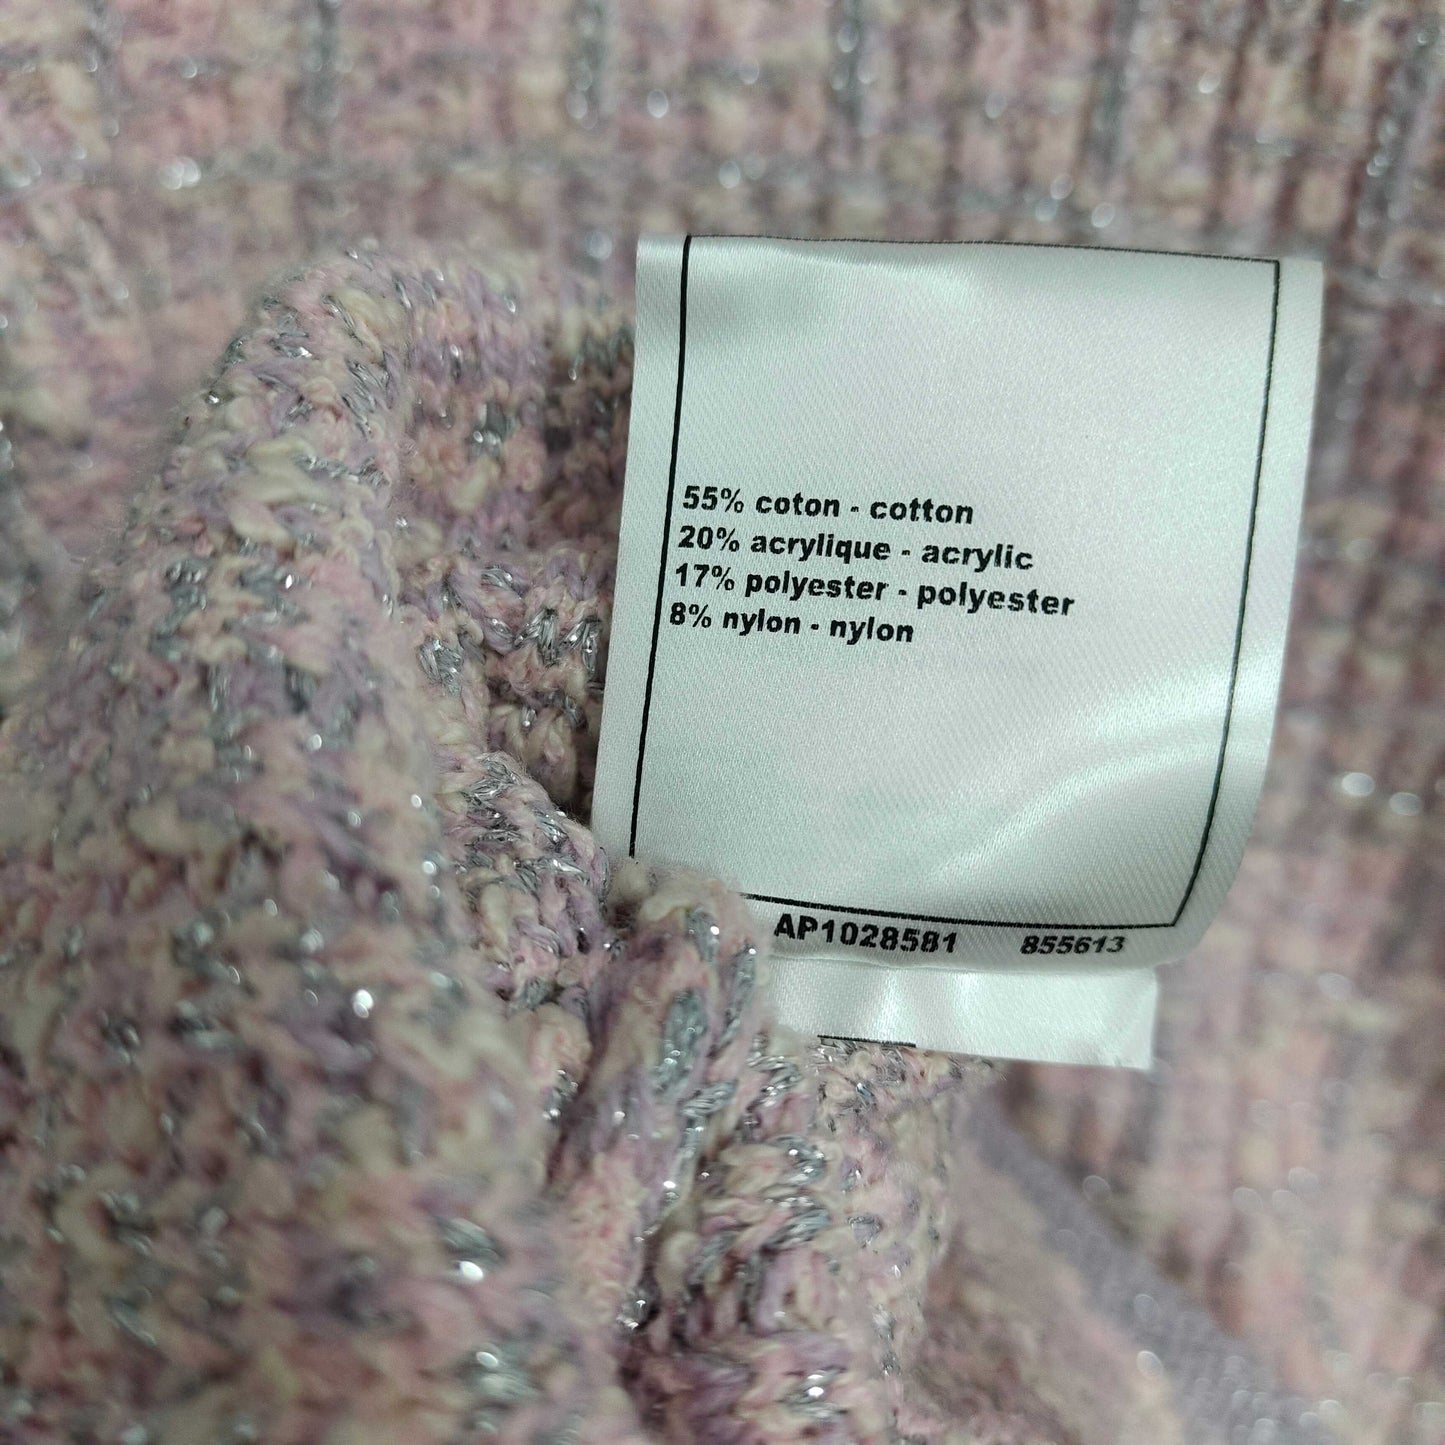 55% coton - cotton
20% acrylique - acrylic
17% polyester - polyester
8% nylon - nylon
AP1028581 855613